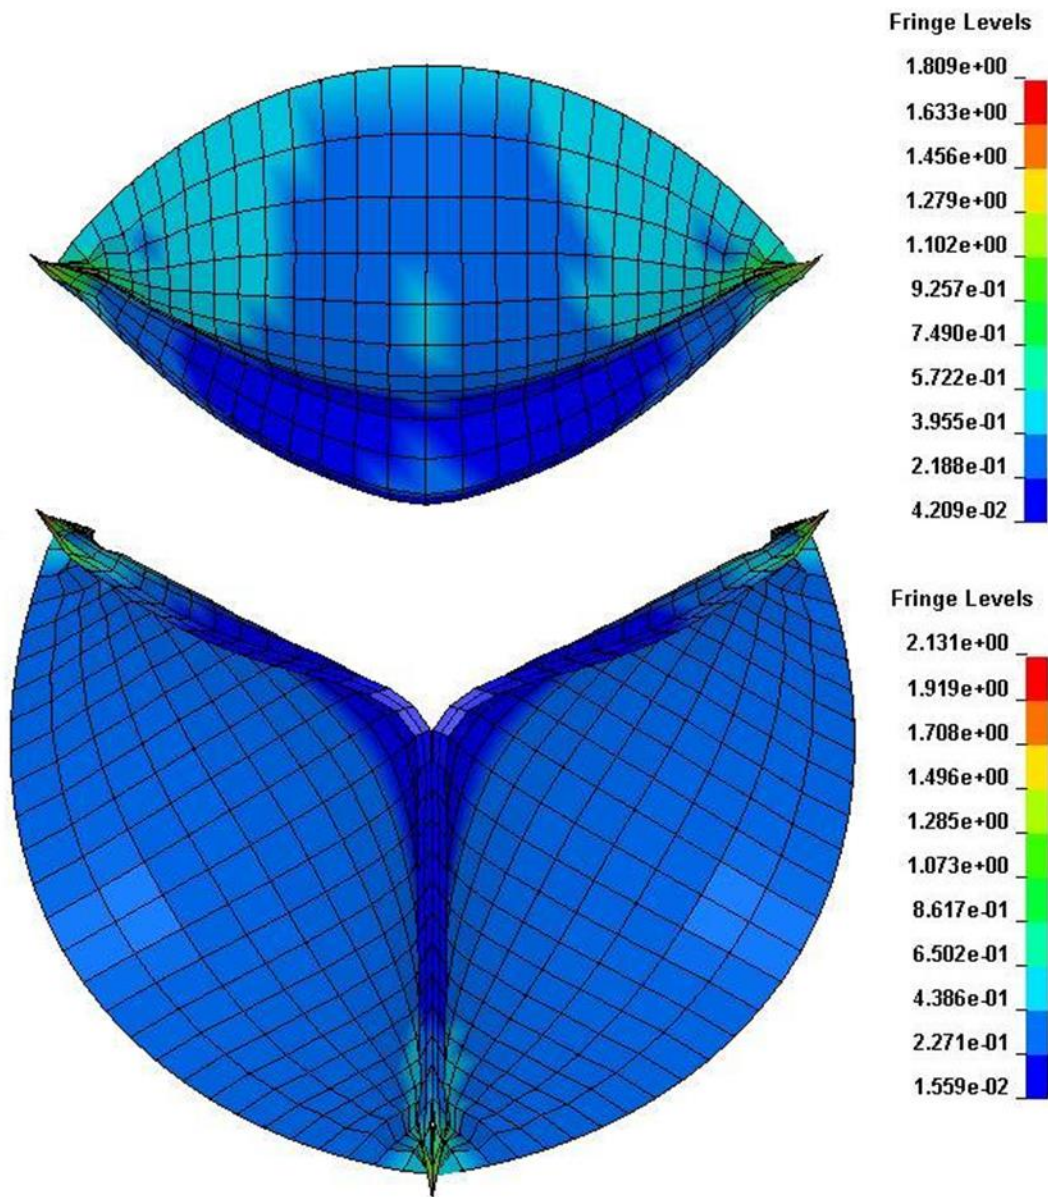 Fringe Levels
1.809e+00
1.633e+00
1.456e+00
1.279e+00
1.102e+00
9.257e-01
7.490e-01
5.722e-01
3.955e-01
2.188e-01
4.209e-02
Fringe Levels
2.131e+00
1.919e+00
1.708e+00
1.496e+00
1.285e+00
1.073e+00
8.617e-01
6.502e-01
4.386e-01
2.271e-01
1.559e-02